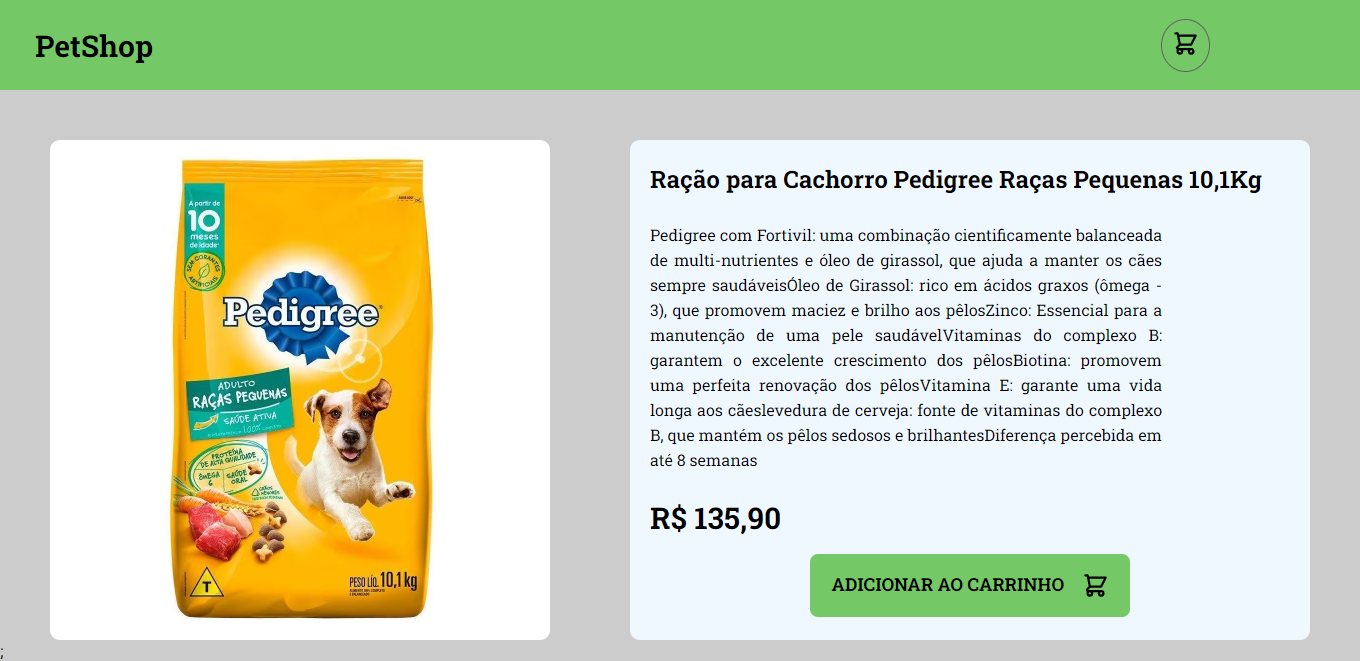 PetShop
A partir de
10
meses
de idade
SEM CORANTES
ARTIFICIAIS
Pedigree
ADULTO
RAÇAS PEQUENAS
SAÚDE ATIVA
100%
PROTEÍNA
DE ALTA QUALIDADE
ÔMEGA
6
SAÚDE
ORAL
T
PESO LÍQ. 10,1 kg
Ração para Cachorro Pedigree Raças Pequenas 10,1Kg
Pedigree com Fortivil: uma combinação cientificamente balanceada
de multi-nutrientes e óleo de girassol, que ajuda a manter os cães
sempre saudáveisÓleo de Girassol: rico em ácidos graxos (ômega -
3), que promovem maciez e brilho aos pêlosZinco: Essencial para a
manutenção de uma pele saudávelVitaminas do complexo B:
garantem o excelente crescimento dos pêlosBiotina: promovem
uma perfeita renovação dos pêlosVitamina E: garante uma vida
longa aos cãeslevedura de cerveja: fonte de vitaminas do complexo
B, que mantém os pêlos sedosos e brilhantesDiferença percebida em
até 8 semanas
R$ 135,90
ADICIONAR AO CARRINHO
;